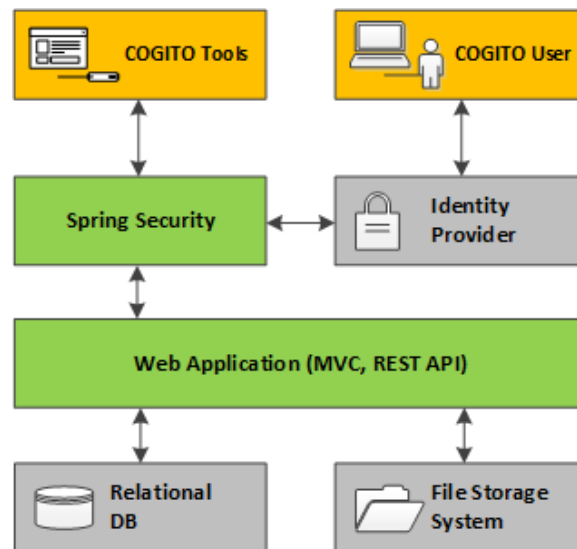 COGITO Tools
COGITO User
Spring Security
Identity
Provider
Web Application (MVC, REST API)
Relational
DB
File Storage
System